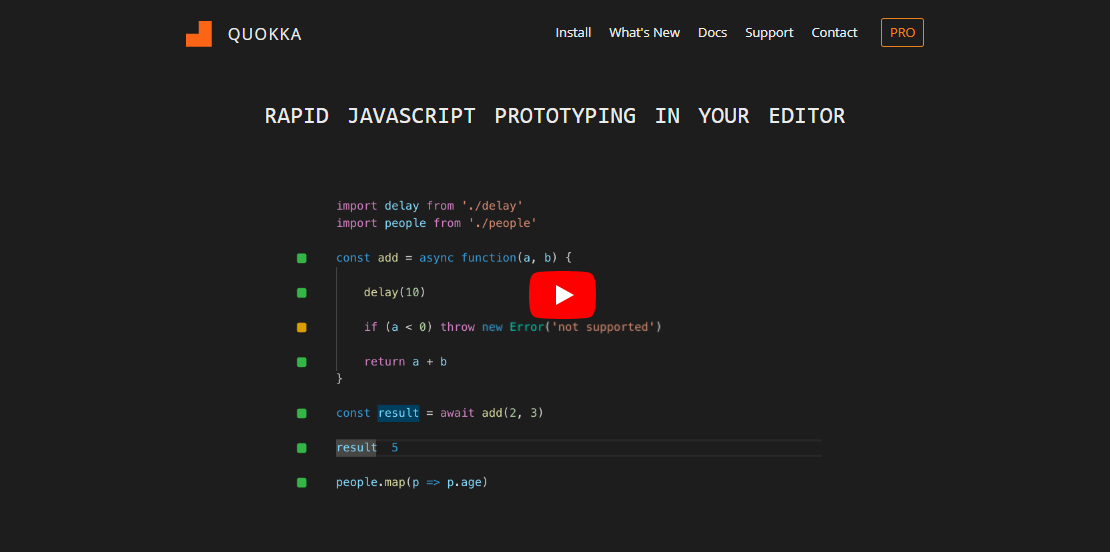 QUOKKA
Install What's New Docs Support Contact PRO
RAPID JAVASCRIPT PROTOTYPING IN YOUR EDITOR
import delay from './delay'
import people from './people'
const add = async function(a, b) {
delay(10)
if (a < 0) throw new Error('not supported')
return a + b
}
const result = await add(2, 3)
result 5
people.map(p => p.age)